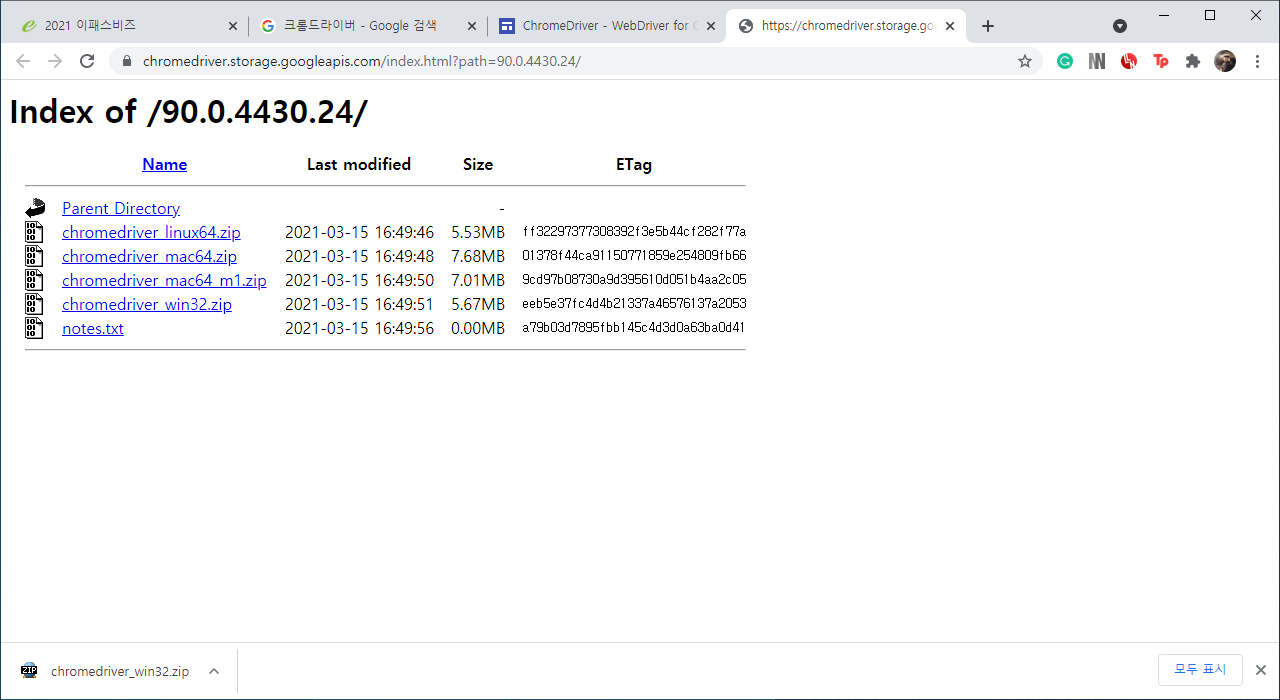 2021 이패스비즈
크롬드라이버 - Google 검색
ChromeDriver - WebDriver for C
https://chromedriver.storage.go
chromedriver.storage.googleapis.com/index.html?path=90.0.4430.24/
Index of /90.0.4430.24/
Name Last modified Size ETag
Parent Directory -
chromedriver_linux64.zip 2021-03-15 16:49:46 5.53MB ff32297377308392f3e5b44cf282f77a
chromedriver_mac64.zip 2021-03-15 16:49:48 7.68MB 01378f44ca91150771859e254809fb66
chromedriver_mac64_m1.zip 2021-03-15 16:49:50 7.01MB 9cd97b08730a9d395610d051b4aa2c05
chromedriver_win32.zip 2021-03-15 16:49:51 5.67MB eeb5e37fc4d4b21337a46576137a2053
notes.txt 2021-03-15 16:49:56 0.00MB a79b03d7895fbb145c4d3d0a63ba0d41
chromedriver_win32.zip
모두 표시